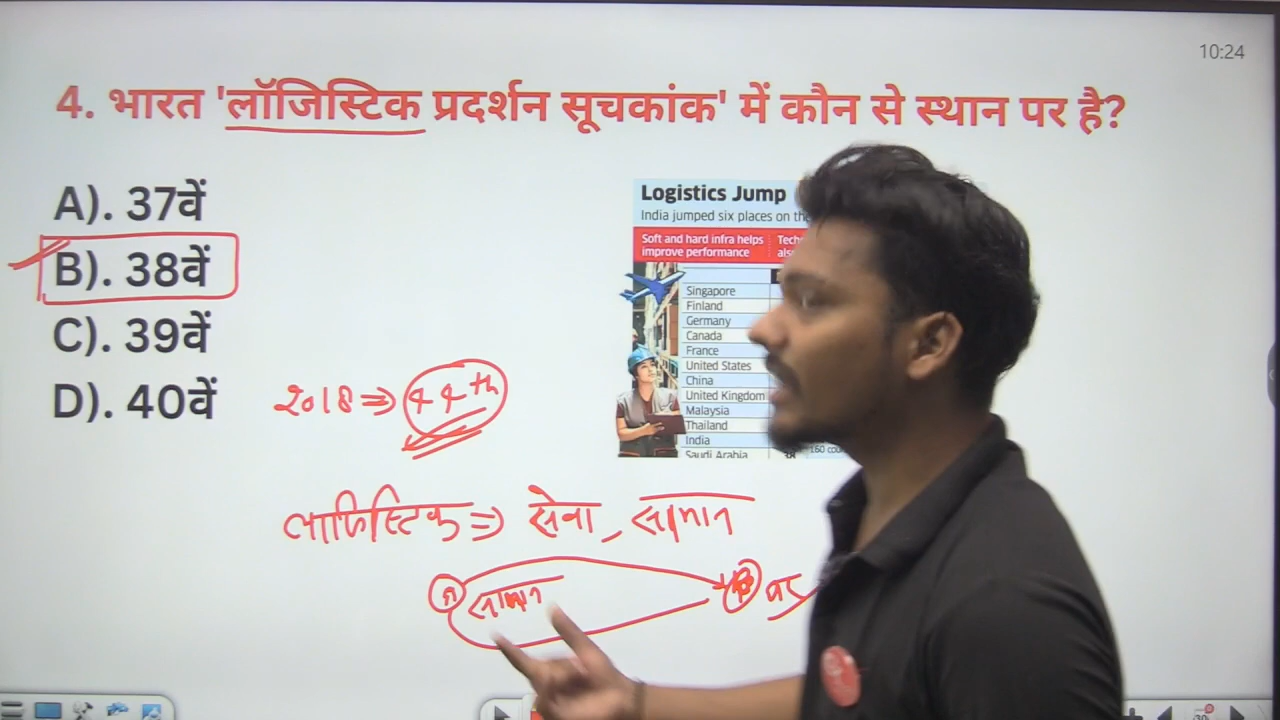 10:24
4. भारत 'लॉजिस्टिक प्रदर्शन सूचकांक' में कौन से स्थान पर है?
A). 37वें
B). 38वें
C). 39वें
D). 40वें
Logistics Jump
India jumped six places on the
Soft and hard infra helps
improve performance
Singapore
Finland
Germany
Canada
France
United States
China
United Kingdom
Malaysia
Thailand
India
Saudi Arabia 38
2018 ⇒ 44th
लाजिस्टिक ⇒ सेवा, सामान
A सामान B